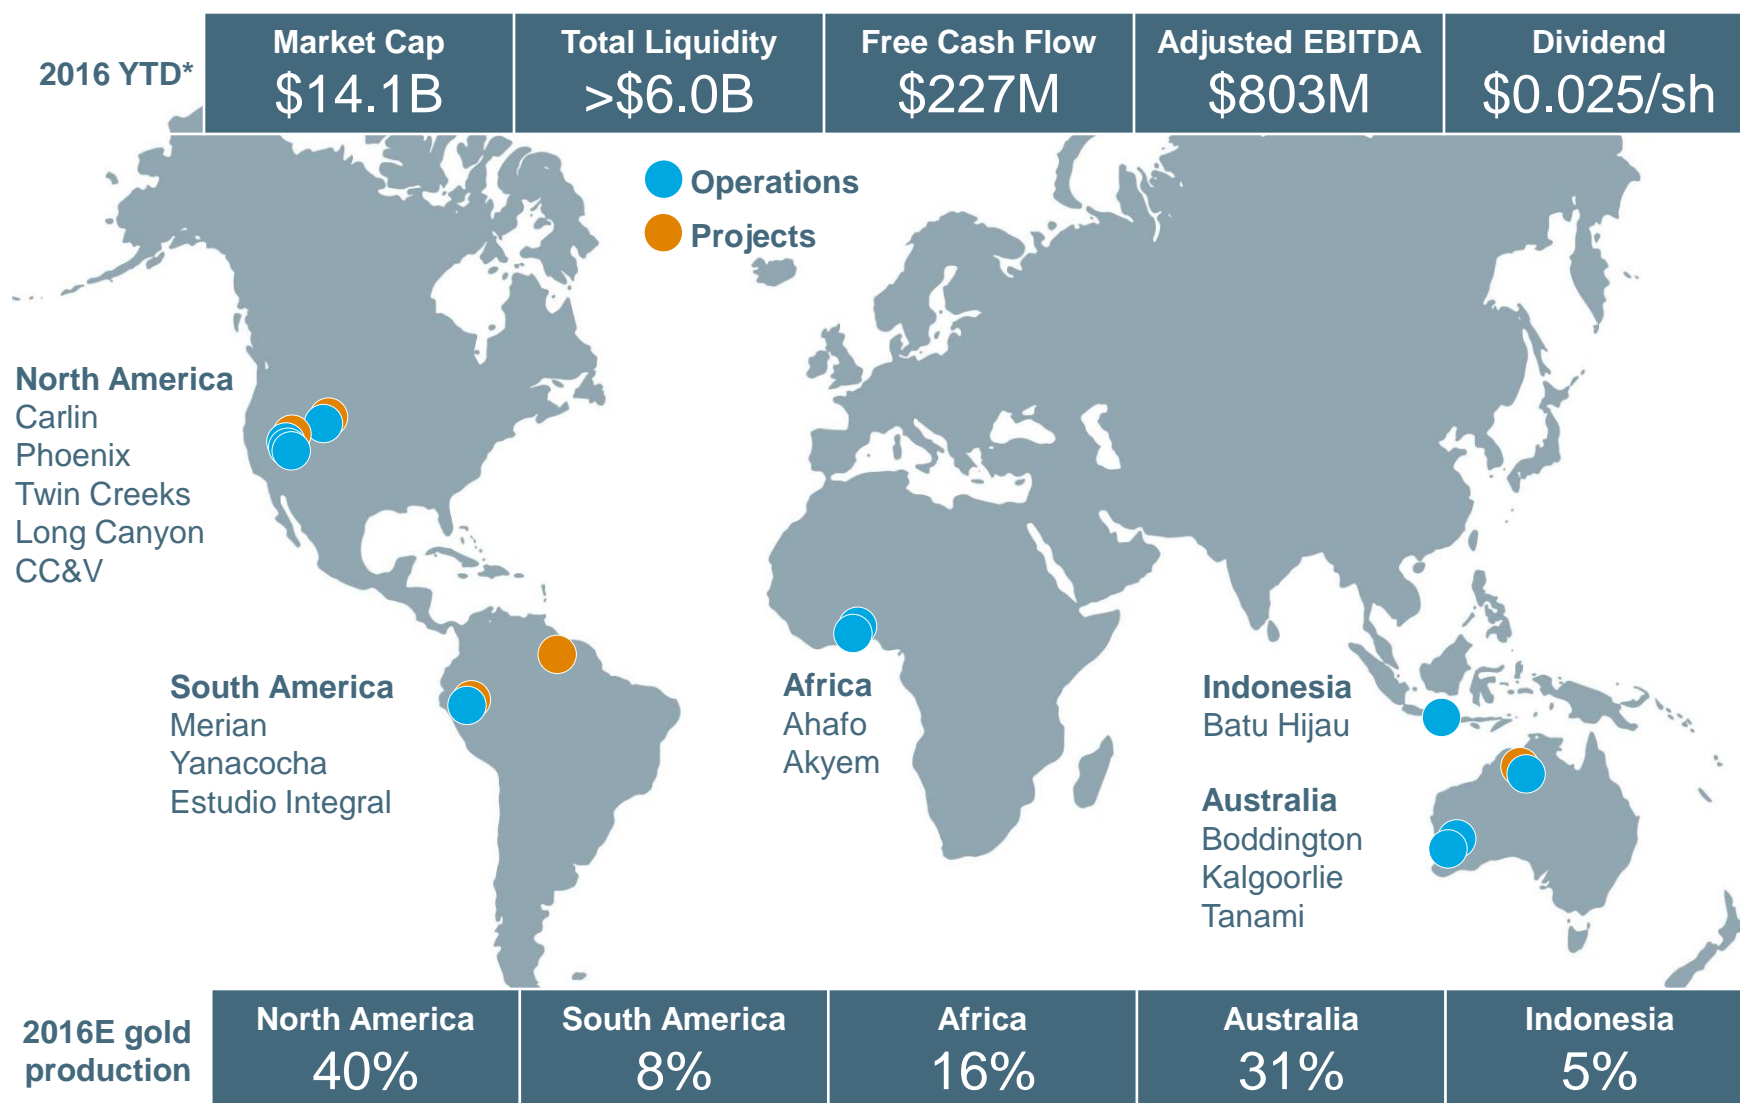 2016 YTD*
Market Cap
$14.1B
Total Liquidity
>$6.0B
Free Cash Flow
$227M
Adjusted EBITDA
$803M
Dividend
$0.025/sh
Operations
Projects
North America
Carlin
Phoenix
Twin Creeks
Long Canyon
CC&V
South America
Merian
Yanacocha
Estudio Integral
Africa
Ahafo
Akyem
Indonesia
Batu Hijau
Australia
Boddington
Kalgoorlie
Tanami
2016E gold
production
North America
40%
South America
8%
Africa
16%
Australia
31%
Indonesia
5%